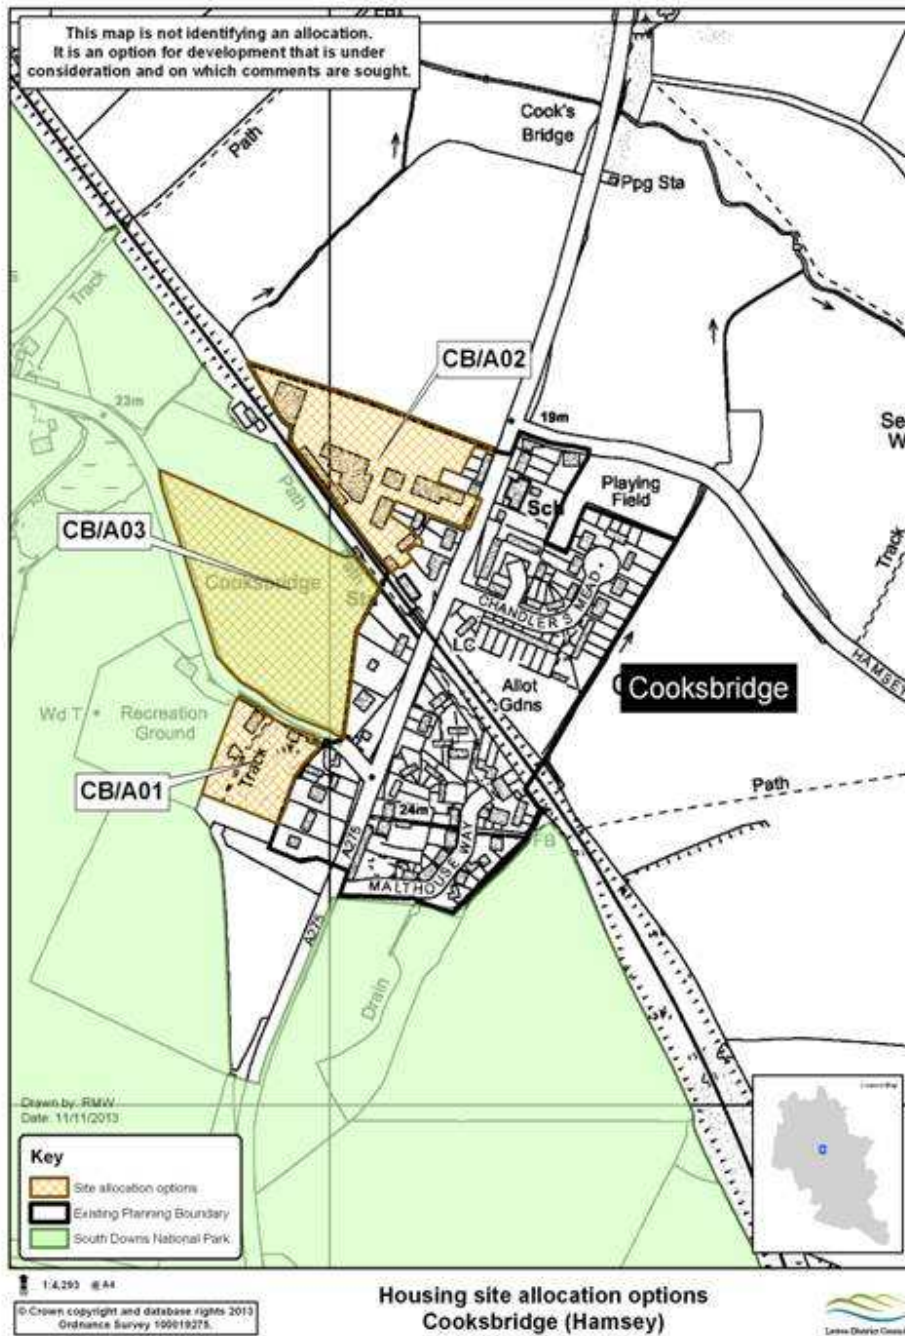 This map is not identifying an allocation.
It is an option for development that is under
consideration and on which comments are sought.
Cook's
Bridge
Path
Ppg Sta
Track
CB/A02
23m
19m
Playing
Field
Sch
Path
CB/A03
Cooksbridge
CHANDLER'S MEAD
LC
Track
HAMSEY
Allot
Gdns
Cooksbridge
Wd T
Recreation
Ground
Track
CB/A01
Path
24m
A275
MALTHOUSE WAY
FB
A275
Drain
Drawn by: RMW
Date: 11/11/2013
Key
Site allocation options
Existing Planning Boundary
South Downs National Park
1:4,293 @A4
© Crown copyright and database rights 2013
Ordnance Survey 100019275.
Housing site allocation options
Cooksbridge (Hamsey)